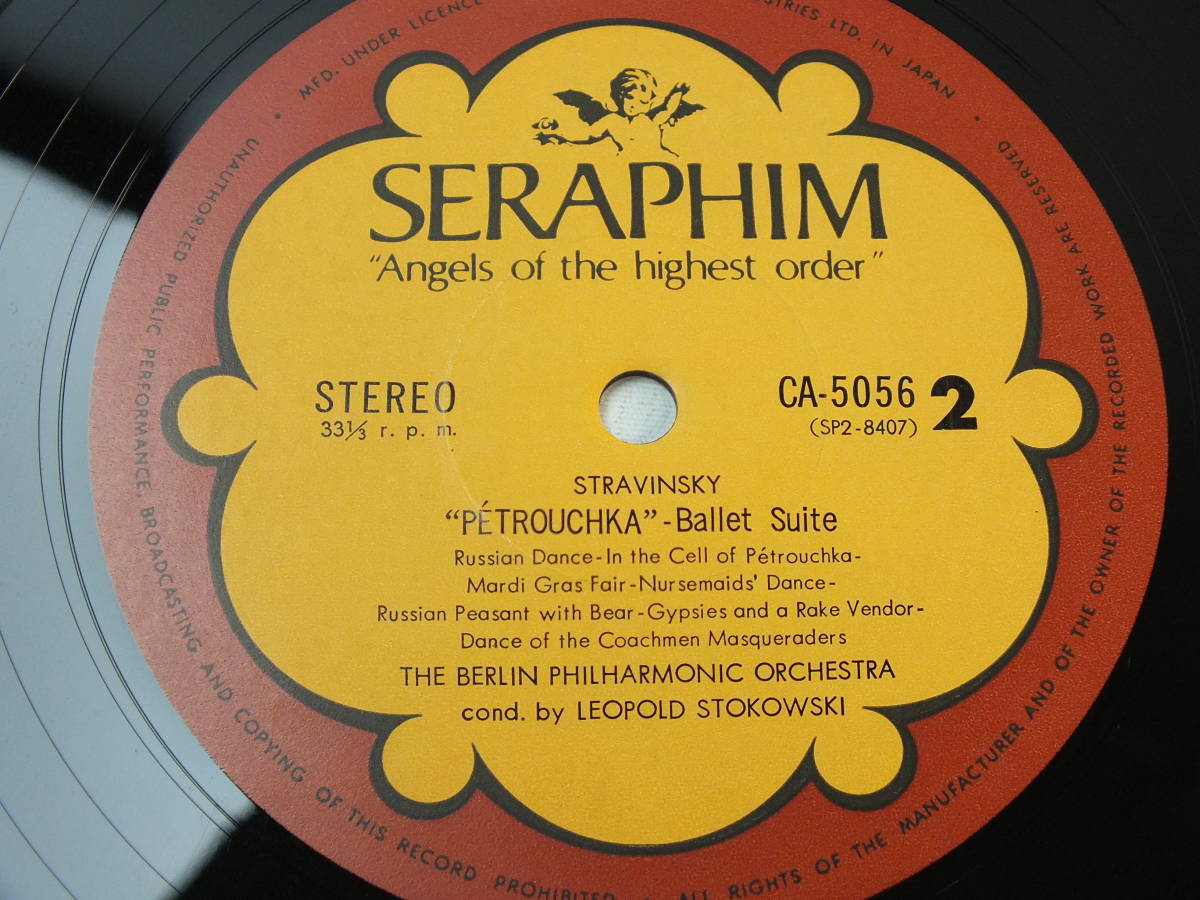 MFD. UNDER LICENCE
INDUSTRIES LTD. IN JAPAN
SERAPHIM
“Angels of the highest order”
STEREO
33⅓ r. p. m.
CA-5056 2
(SP2-8407)
STRAVINSKY
“PÉTROUCHKA”-Ballet Suite
Russian Dance-In the Cell of Pétrouchka-
Mardi Gras Fair-Nursemaids' Dance-
Russian Peasant with Bear-Gypsies and a Rake Vendor-
Dance of the Coachmen Masqueraders
THE BERLIN PHILHARMONIC ORCHESTRA
cond. by LEOPOLD STOKOWSKI
UNAUTHORIZED PUBLIC PERFORMANCE, BROADCASTING AND COPYING OF THIS RECORD PROHIBITED • ALL RIGHTS OF THE MANUFACTURER AND OF THE OWNER OF THE RECORDED WORK ARE RESERVED •